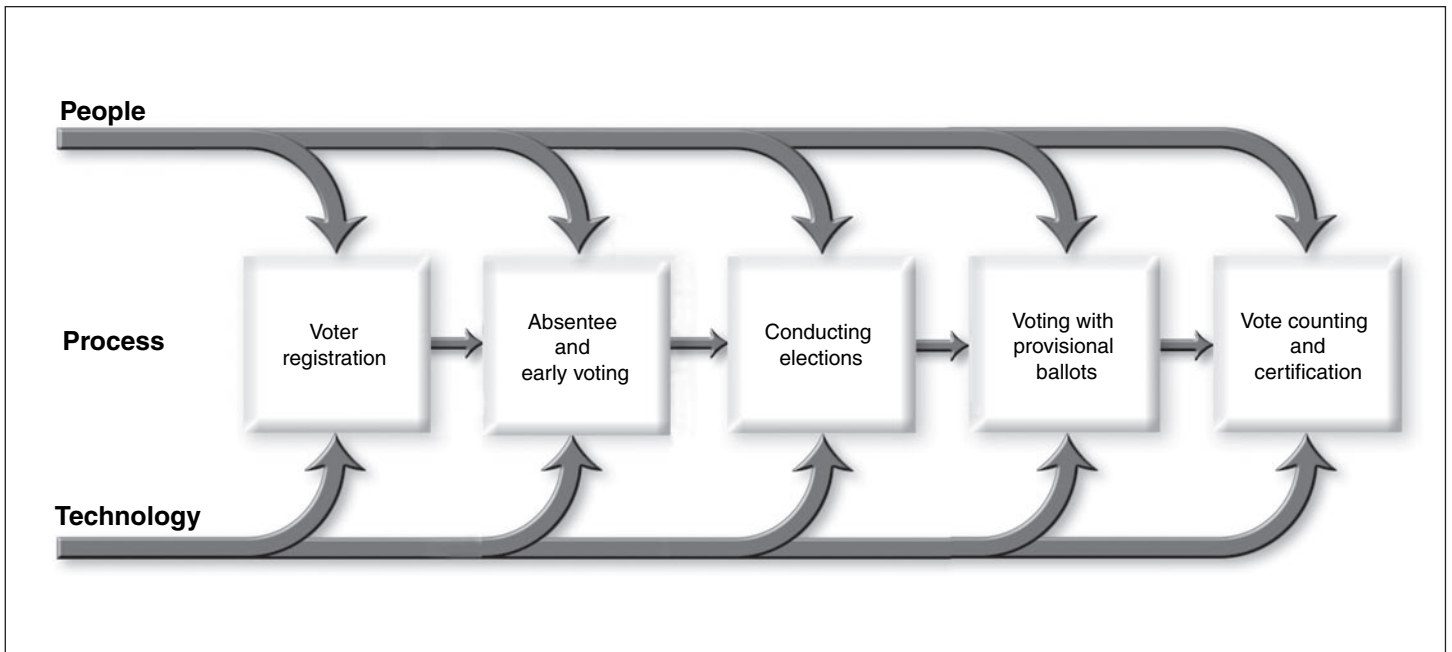 People
Process
Voter
registration
Absentee
and
early voting
Conducting
elections
Voting with
provisional
ballots
Vote counting
and
certification
Technology